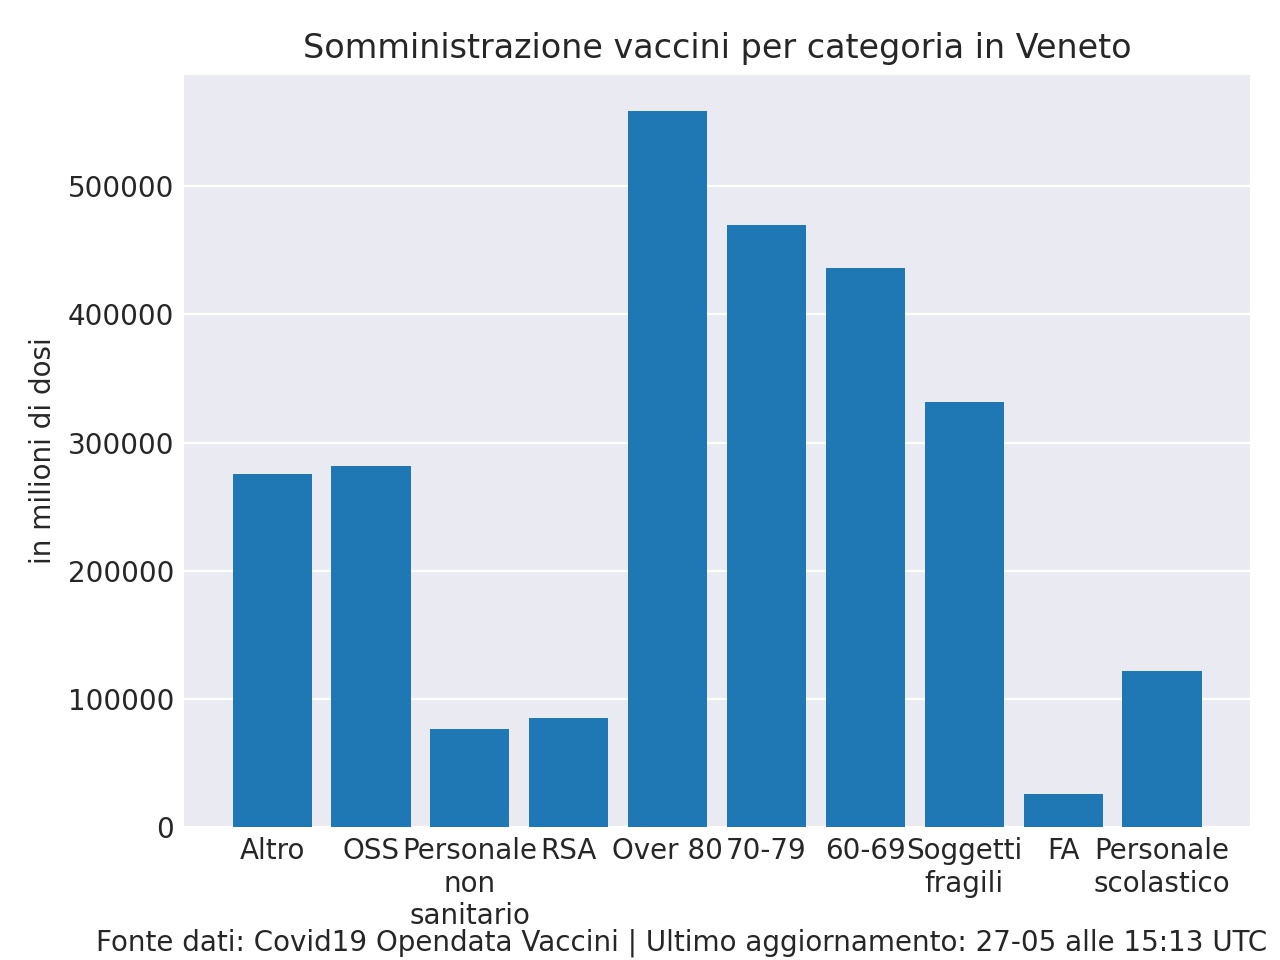 Somministrazione vaccini per categoria in Veneto
in milioni di dosi
500000
400000
300000
200000
100000
0
Altro
OSS
Personale
non
sanitario
RSA
Over 80
70-79
60-69
Soggetti
fragili
FA
Personale
scolastico
Fonte dati: Covid19 Opendata Vaccini | Ultimo aggiornamento: 27-05 alle 15:13 UTC